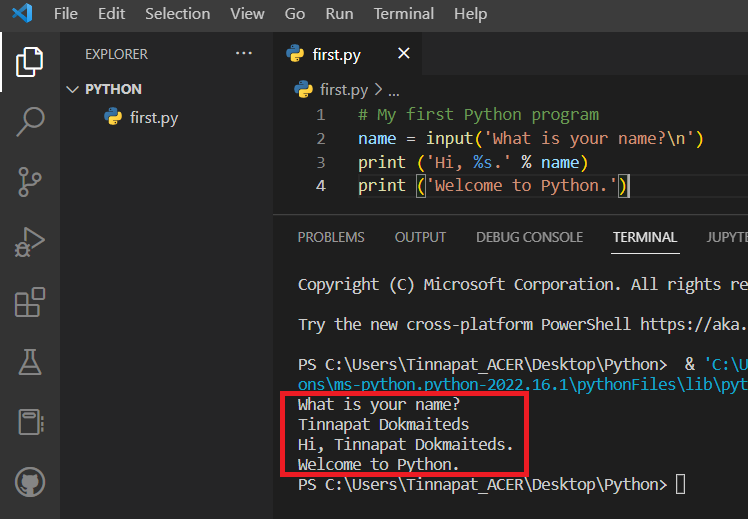 File Edit Selection View Go Run Terminal Help
EXPLORER ...
PYTHON
first.py
first.py
first.py > ...
1 # My first Python program
2 name = input('What is your name?\n')
3 print ('Hi, %s.' % name)
4 print ('Welcome to Python.')
PROBLEMS OUTPUT DEBUG CONSOLE TERMINAL JUPYTE
Copyright (C) Microsoft Corporation. All rights re
Try the new cross-platform PowerShell https://aka.
PS C:\Users\Tinnapat_ACER\Desktop\Python> & 'C:\U
ons\ms-python.python-2022.16.1\pythonFiles\lib\pyt
What is your name?
Tinnapat Dokmaiteds
Hi, Tinnapat Dokmaiteds.
Welcome to Python.
PS C:\Users\Tinnapat_ACER\Desktop\Python>